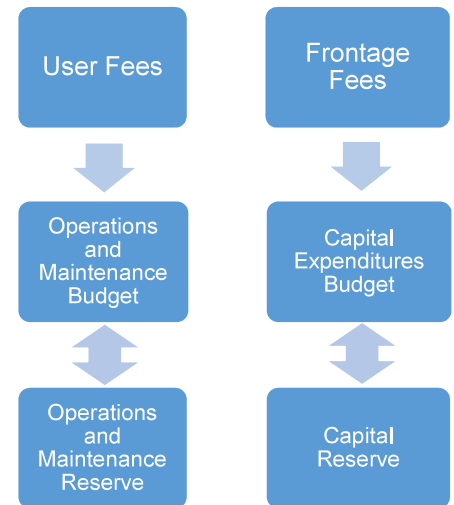 User Fees
Frontage
Fees
Operations
and
Maintenance
Budget
Capital
Expenditures
Budget
Operations
and
Maintenance
Reserve
Capital
Reserve